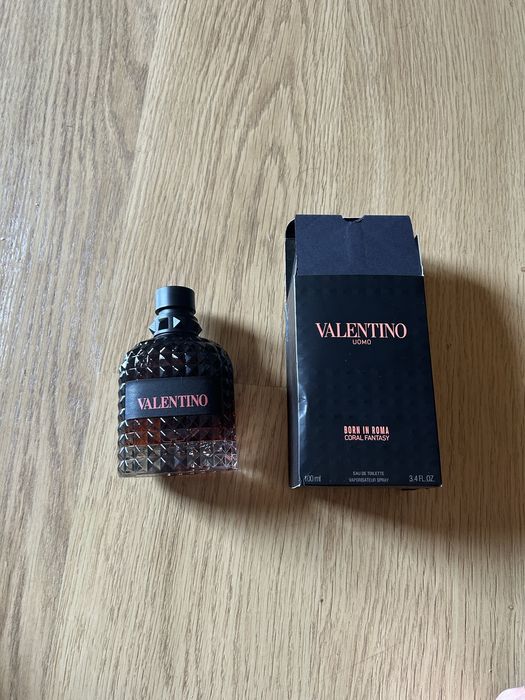 VALENTINO
VALENTINO
UOMO
BORN IN ROMA
CORAL FANTASY
EAU DE TOILETTE
VAPORISATEUR SPRAY
100 ml
3.4 FL.OZ.